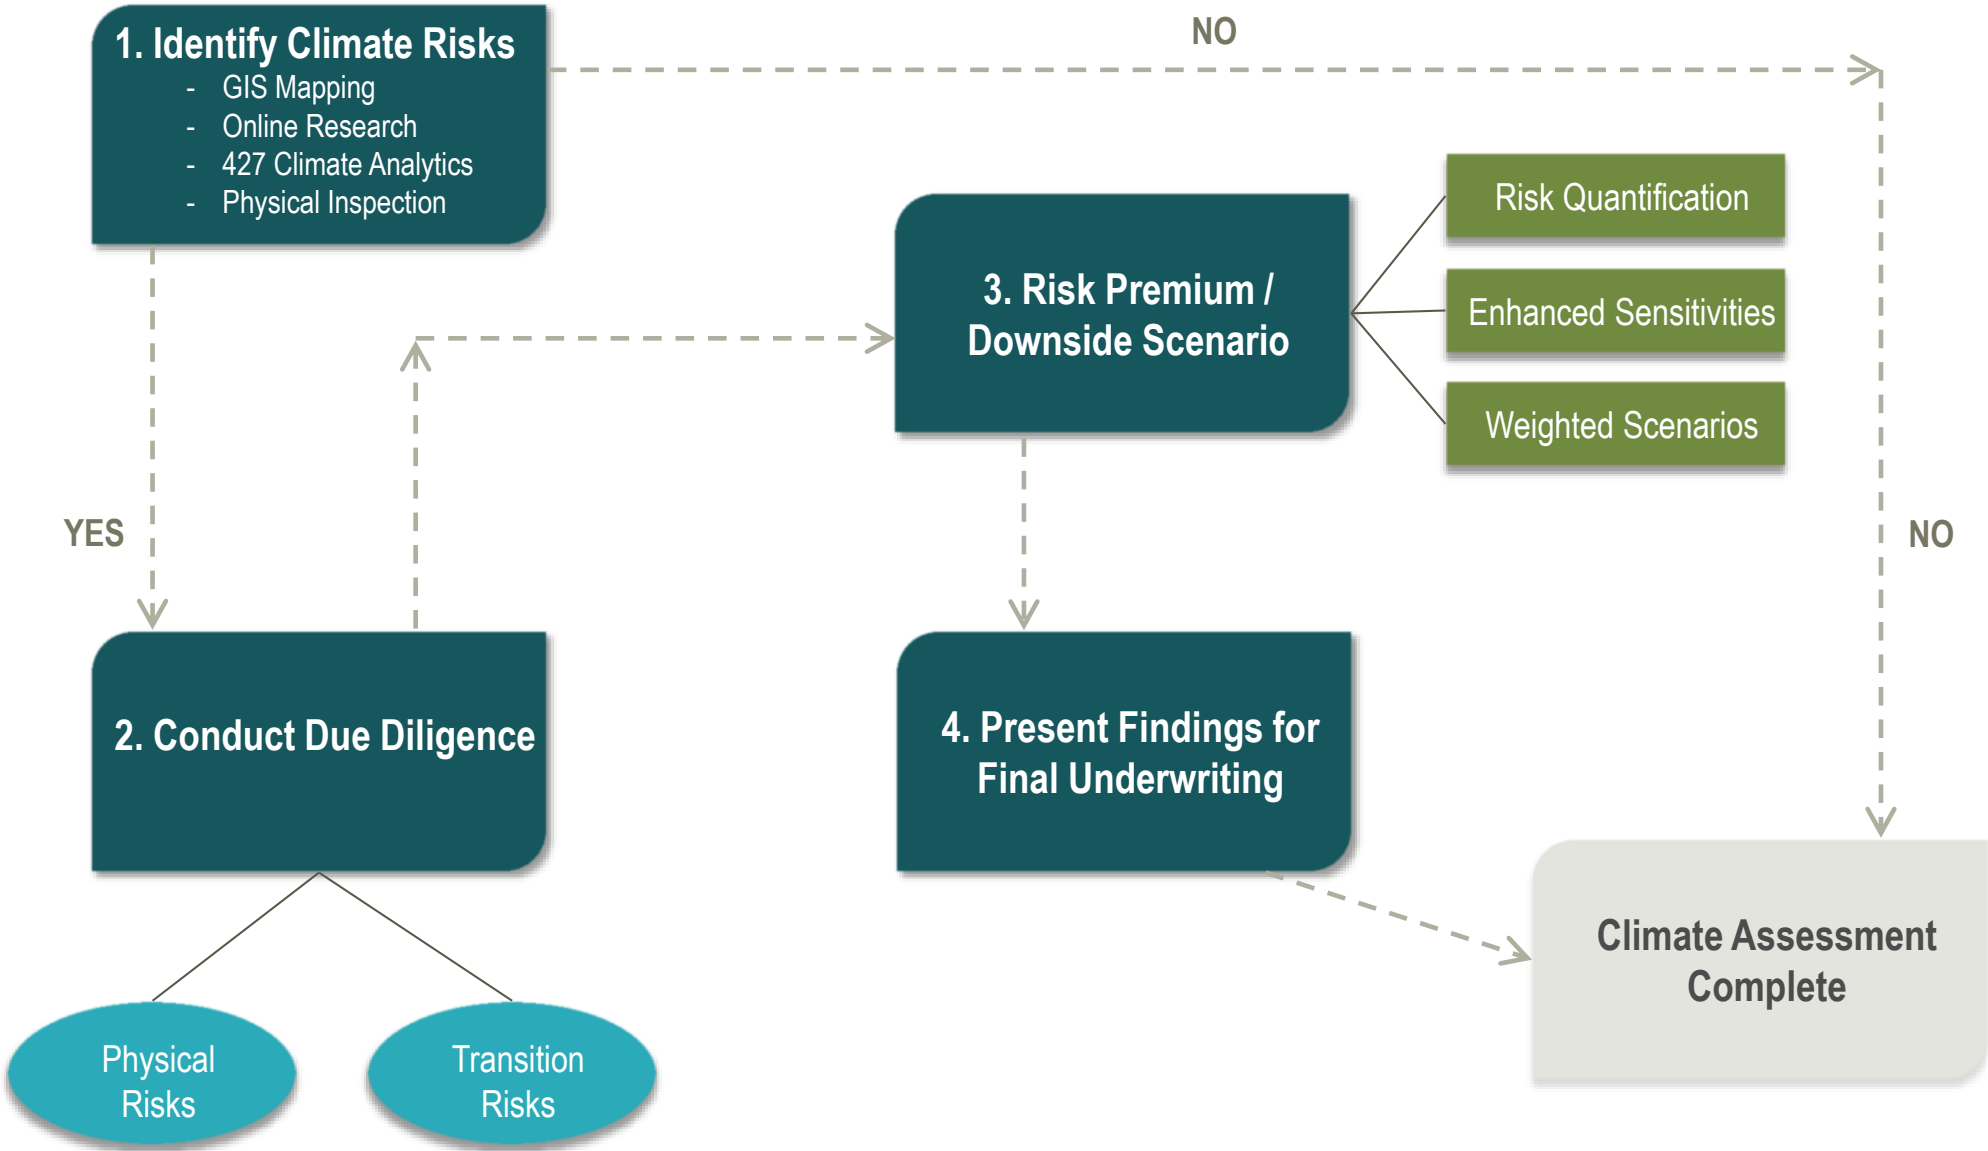 1. Identify Climate Risks
- GIS Mapping
- Online Research
- 427 Climate Analytics
- Physical Inspection
NO
YES
2. Conduct Due Diligence
Physical
Risks
Transition
Risks
3. Risk Premium /
Downside Scenario
Risk Quantification
Enhanced Sensitivities
Weighted Scenarios
4. Present Findings for
Final Underwriting
NO
Climate Assessment
Complete